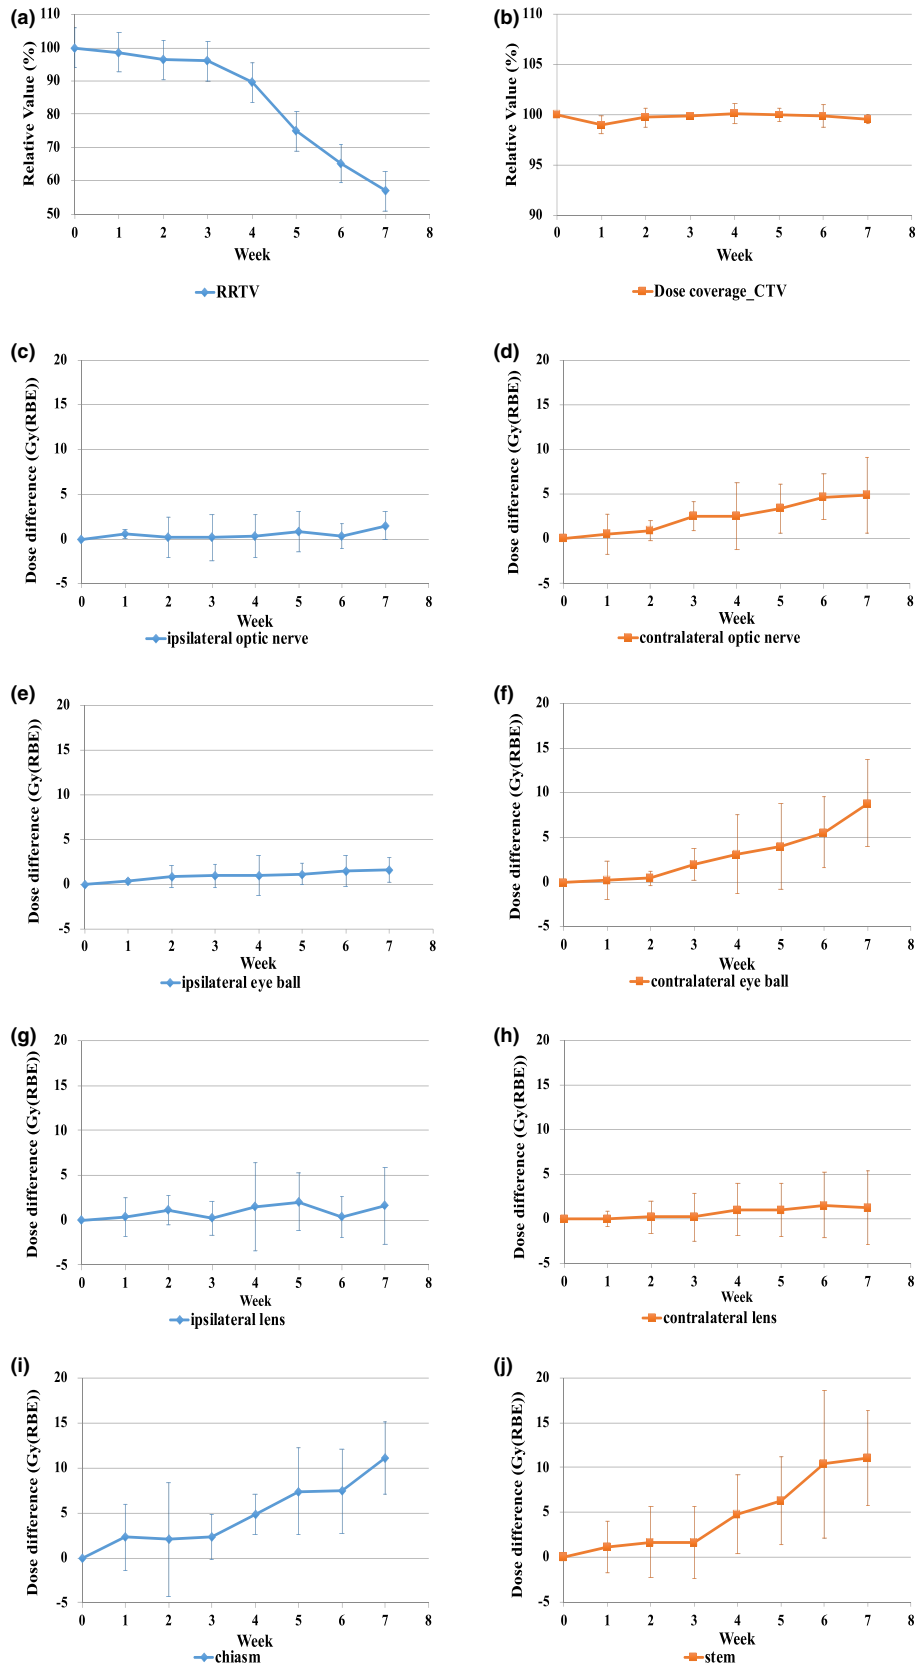 (a)
Relative Value (%)
110
100
90
80
70
60
50
0 1 2 3 4 5 6 7 8
Week
RRTV
(b)
Relative Value (%)
110
105
100
95
90
0 1 2 3 4 5 6 7 8
Week
Dose coverage_CTV
(c)
Dose difference (Gy(RBE))
20
15
10
5
0
-5
0 1 2 3 4 5 6 7 8
Week
ipsilateral optic nerve
(d)
Dose difference (Gy(RBE))
20
15
10
5
0
-5
0 1 2 3 4 5 6 7 8
Week
contralateral optic nerve
(e)
Dose difference (Gy(RBE))
20
15
10
5
0
-5
0 1 2 3 4 5 6 7 8
Week
ipsilateral eye ball
(f)
Dose difference (Gy(RBE))
20
15
10
5
0
-5
0 1 2 3 4 5 6 7 8
Week
contralateral eye ball
(g)
Dose difference (Gy(RBE))
20
15
10
5
0
-5
0 1 2 3 4 5 6 7 8
Week
ipsilateral lens
(h)
Dose difference (Gy(RBE))
20
15
10
5
0
-5
0 1 2 3 4 5 6 7 8
Week
contralateral lens
(i)
Dose difference (Gy(RBE))
20
15
10
5
0
-5
0 1 2 3 4 5 6 7 8
Week
chiasm
(j)
Dose difference (Gy(RBE))
20
15
10
5
0
-5
0 1 2 3 4 5 6 7 8
Week
stem